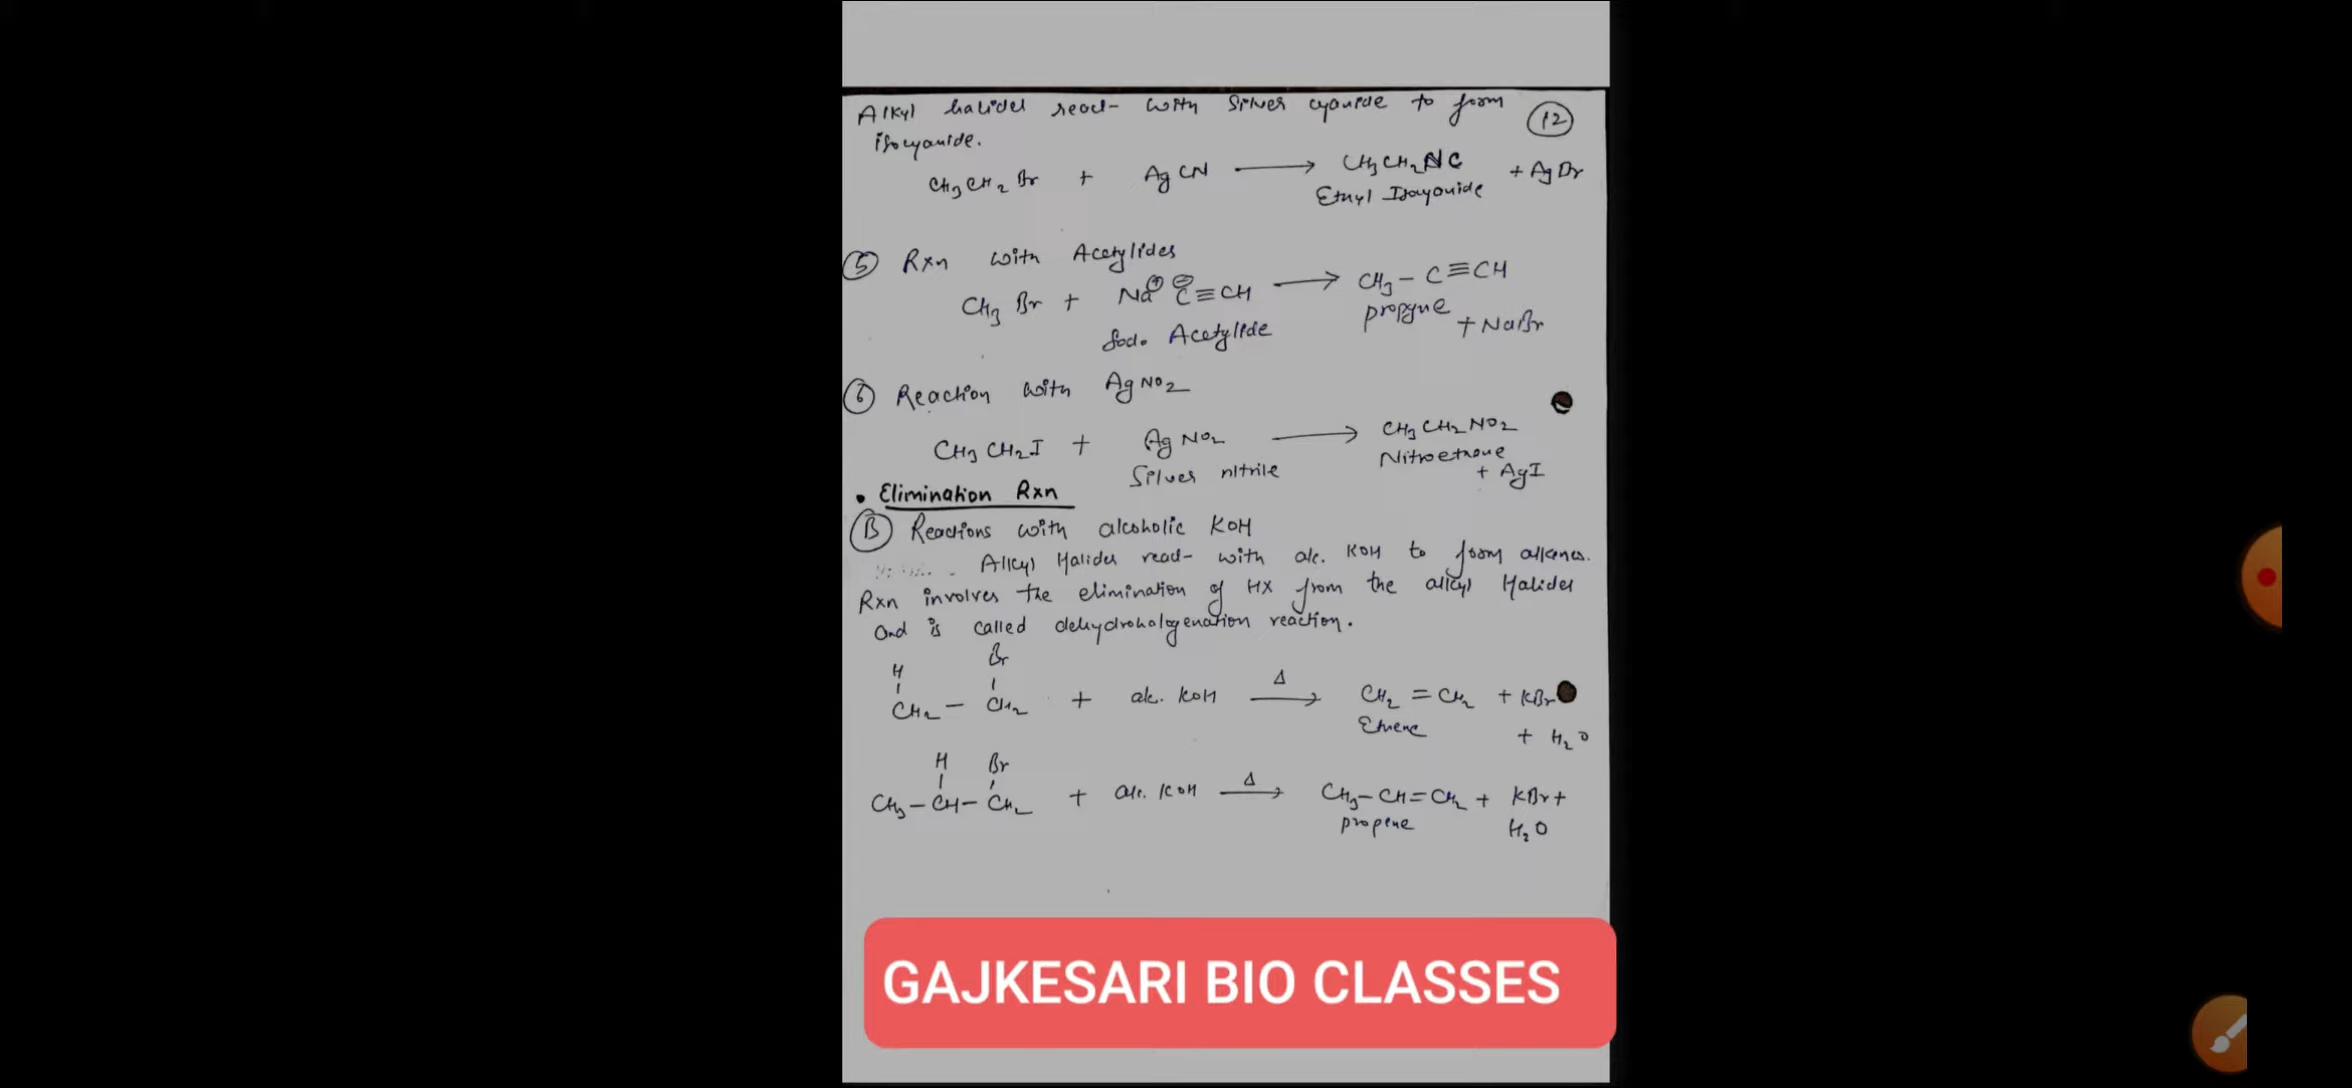 Alkyl halides react with Silver cyanide to form (12)
isocyanide.
CH3CH2Br + AgCN ⟶ CH3CH2NC + AgBr
Ethyl Isocyanide
(5) Rxn with Acetylides
CH3Br + Na⊕ C⊖≡CH ⟶ CH3-C≡CH
Sod. Acetylide propyne + NaBr
(6) Reaction with AgNO2
CH3CH2I + AgNO2 ⟶ CH3CH2NO2
Silver nitrile Nitroethane + AgI
• Elimination Rxn
(B) Reactions with alcoholic KOH
Alkyl Halides react with alc. KOH to form alkenes.
Rxn involves the elimination of HX from the alkyl Halides
and is called dehydrohalogenation reaction.
H Br
CH2 - CH2 + alc. KOH ⟶ Δ CH2 = CH2 + KBr
Ethene + H2O
H Br
CH3-CH-CH2 + alc. KOH ⟶ Δ CH3-CH=CH2 + KBr +
propene H2O
GAJKESARI BIO CLASSES